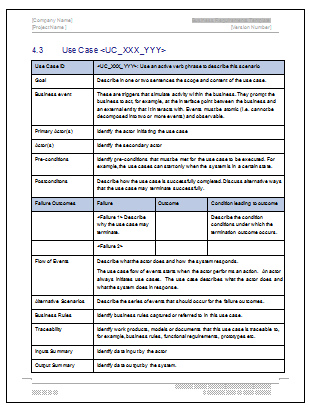 [Company Name] Business Requirements Template
[Project Name] [Version Number]
4.3 Use Case <UC_XXX_YYY>
Use Case ID <UC_XXX_YYY> Use an active verb phrase to describe this scenario
Goal Describe in one or two sentences the scope and content of the use case.
Business event These are triggers that stimulate activity within the business. They prompt the
business to act, for example, at the interface point between the business and
an external entity that it interacts with. Events must be atomic (i.e. cannot be
decomposed into two or more events) and observable.
Primary Actor(s) Identify the actor initiating the use case
Actor(s) Identify the secondary actor
Pre-conditions Identify pre-conditions that must be met for the use case to be executed. For
example, the use cases can start only when the system is in a certain state.
Postconditions Describe how the use case is successfully completed. Discuss alternative ways
that the use case may terminate successfully.
Failure Outcomes Failure Outcome Condition leading to outcome
<Failure 1> Describe Describe the condition
why the use case may conditions under which the
terminate. termination outcome occurs.
<Failure 2>
Flow of Events Describe what the actor does and how the system responds.
The use case flow of events starts when the actor performs an action. An actor
always initiates use cases. The use case describes what the actor does and
what the system does in response.
Alternative Scenarios Describe the series of events that should occur for the failure outcomes.
Business Rules Identify business rules captured or referred to in this use case.
Traceability Identify work products, models or documents that this use case is traceable to,
for example, business rules, functional requirements, prototypes etc.
Inputs Summary Identify data input by the actor
Output Summary Identify data output by the system.